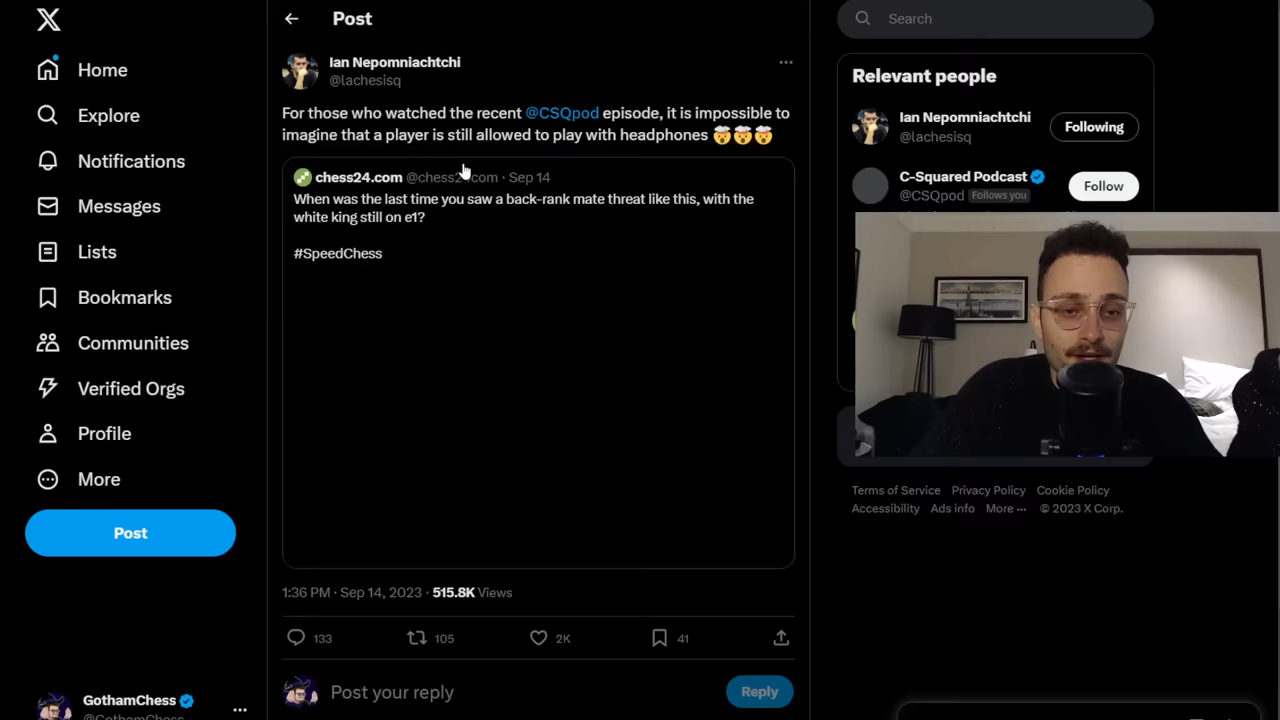 Home
Explore
Notifications
Messages
Lists
Bookmarks
Communities
Verified Orgs
Profile
More
Post
GothamChess
@GothamChess
Post
Ian Nepomniachtchi
@lachesisq
For those who watched the recent @CSQpod episode, it is impossible to
imagine that a player is still allowed to play with headphones 🤯🤯🤯
chess24.com @chess24com · Sep 14
When was the last time you saw a back-rank mate threat like this, with the
white king still on e1?
#SpeedChess
1:36 PM · Sep 14, 2023 · 515.8K Views
133 105 2K 41
Post your reply
Reply
Search
Relevant people
Ian Nepomniachtchi
@lachesisq
Following
C-Squared Podcast
@CSQpod Follows you
Follow
Terms of Service Privacy Policy Cookie Policy
Accessibility Ads info More ··· © 2023 X Corp.